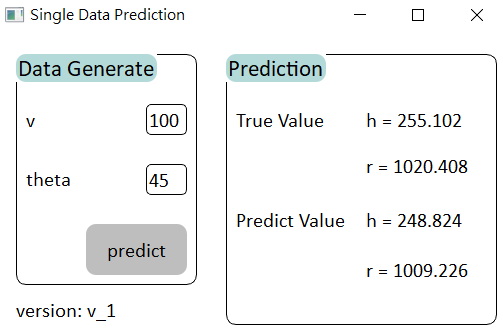 Single Data Prediction
Data Generate
v 100
theta 45
predict
version: v_1
Prediction
True Value h = 255.102
r = 1020.408
Predict Value h = 248.824
r = 1009.226